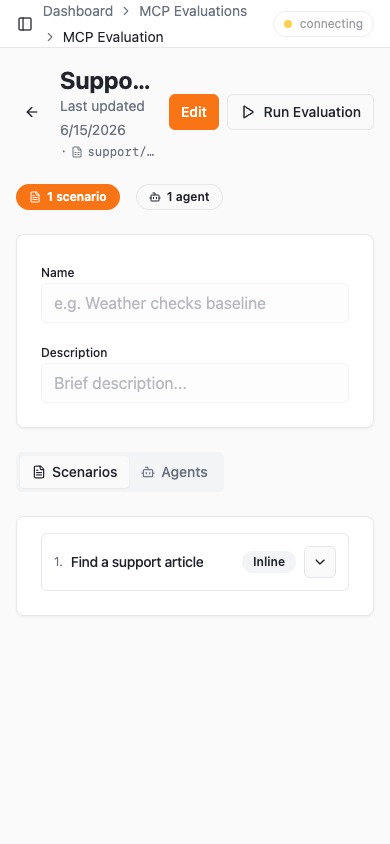 Dashboard > MCP Evaluations
> MCP Evaluation
connecting
Suppo...
Last updated
6/15/2026
· support/...
Edit
Run Evaluation
1 scenario
1 agent
Name
e.g. Weather checks baseline
Description
Brief description...
Scenarios
Agents
1. Find a support article
Inline